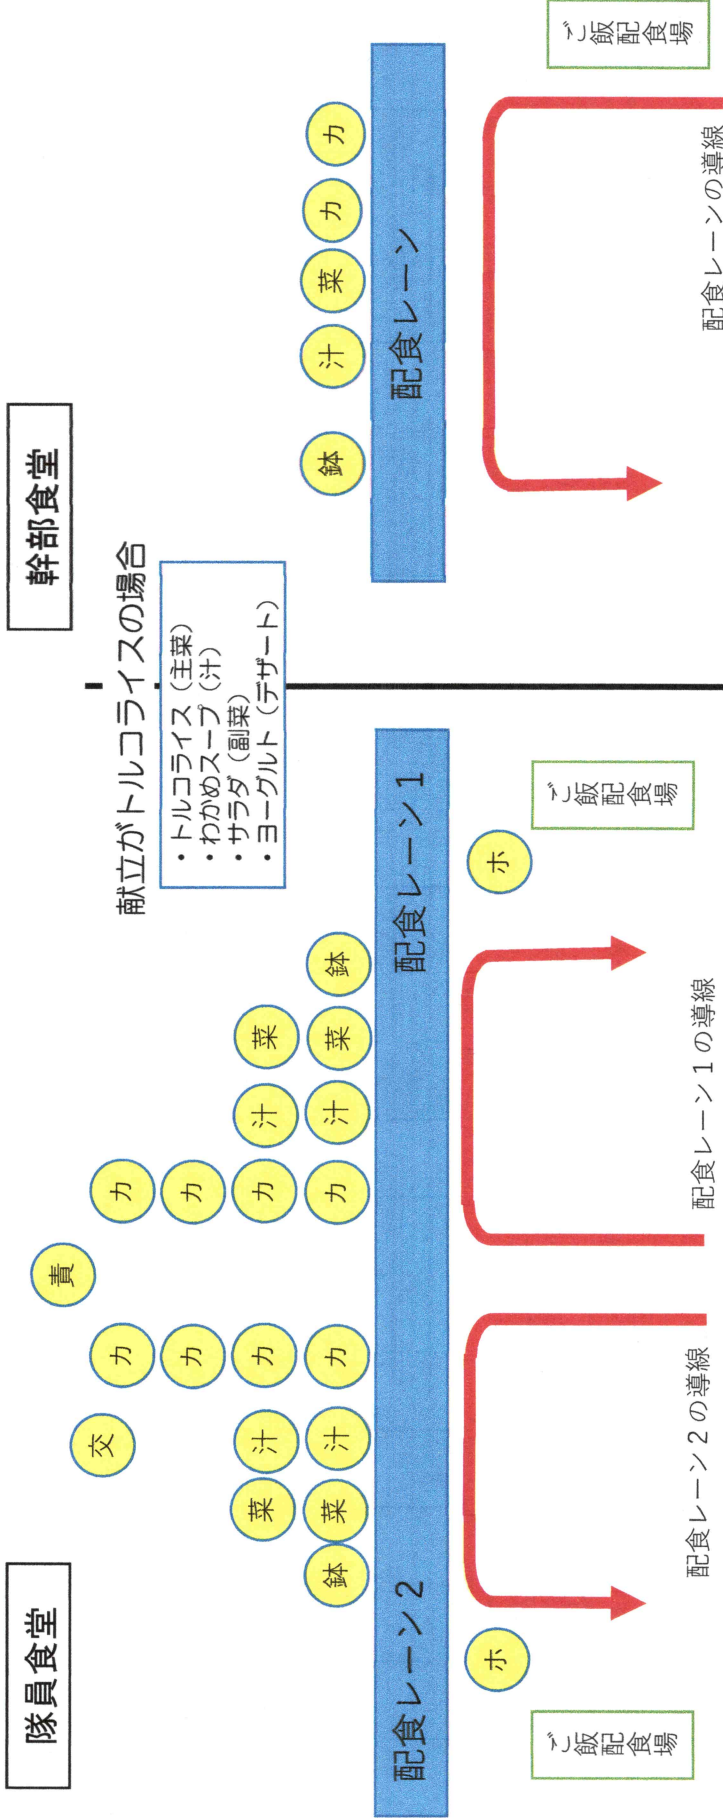 隊員食堂
幹部食堂
献立がトルコライスの場合
・トルコライス（主菜）
・わかめスープ（汁）
・サラダ（副菜）
・ヨーグルト（デザート）
交
責
カ
カ
カ
カ
カ
カ
カ
カ
菜
汁
汁
菜
鉢
菜
汁
汁
菜
鉢
鉢
汁
菜
カ
カ
配食レーン２
配食レーン１
配食レーン
ホ
ホ
ご飯
配食場
ご飯
配食場
ご飯
配食場
配食レーン２の導線
配食レーン１の導線
配食レーンの導線